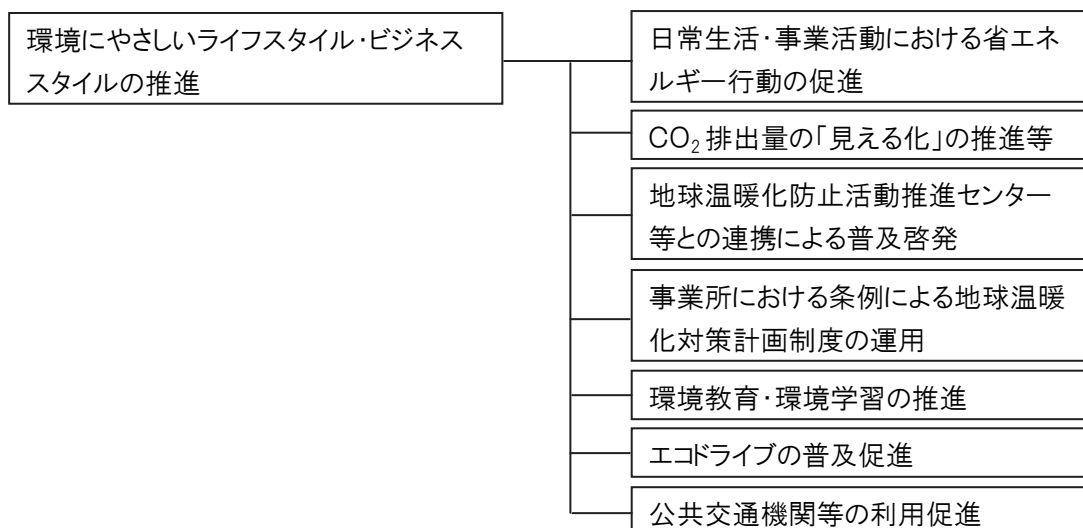 環境にやさしいライフスタイル・ビジネス
スタイルの推進
日常生活・事業活動における省エネ
ルギー行動の促進
CO₂排出量の「見える化」の推進等
地球温暖化防止活動推進センター
等との連携による普及啓発
事業所における条例による地球温暖
化対策計画制度の運用
環境教育・環境学習の推進
エコドライブの普及促進
公共交通機関等の利用促進